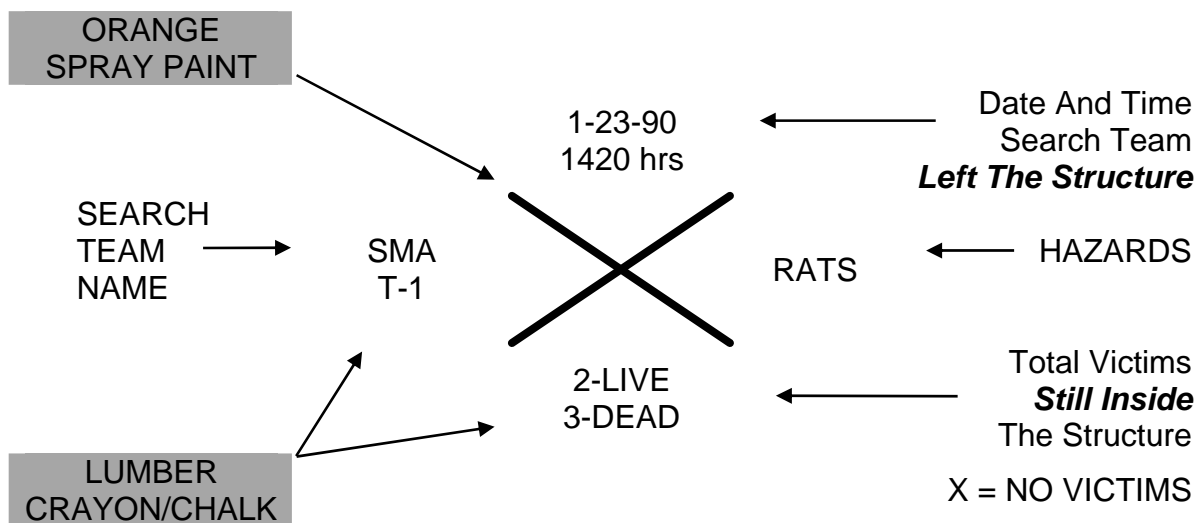 ORANGE
SPRAY PAINT
1-23-90
1420 hrs
Date And Time
Search Team
Left The Structure
SEARCH
TEAM
NAME
SMA
T-1
RATS
HAZARDS
2-LIVE
3-DEAD
Total Victims
Still Inside
The Structure
X = NO VICTIMS
LUMBER
CRAYON/CHALK